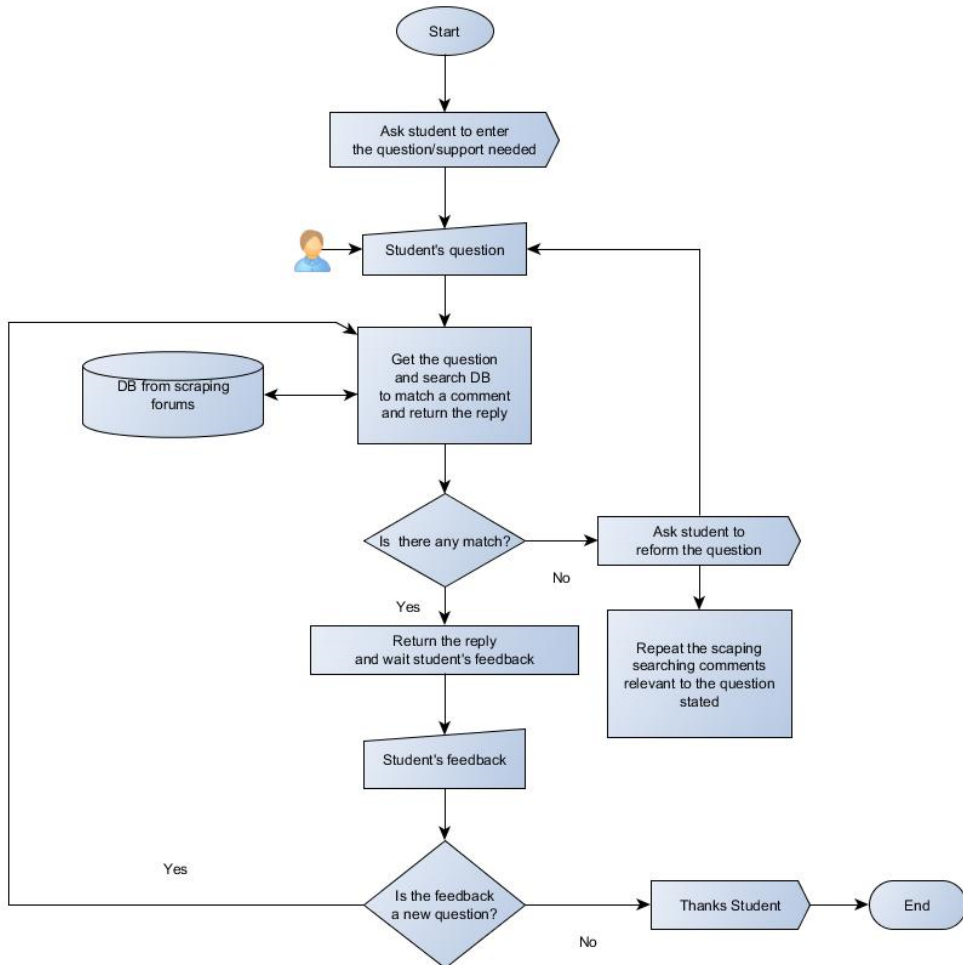 Start
Ask student to enter
the question/support needed
Student's question
Get the question
and search DB
to match a comment
and return the reply
DB from scraping
forums
Is  there any match?
No
Ask student to
reform the question
Yes
Return the reply
and wait student's feedback
Repeat the scaping
searching comments
relevant to the question
stated
Student's feedback
Yes
Is the feedback
a new question?
No
Thanks Student
End